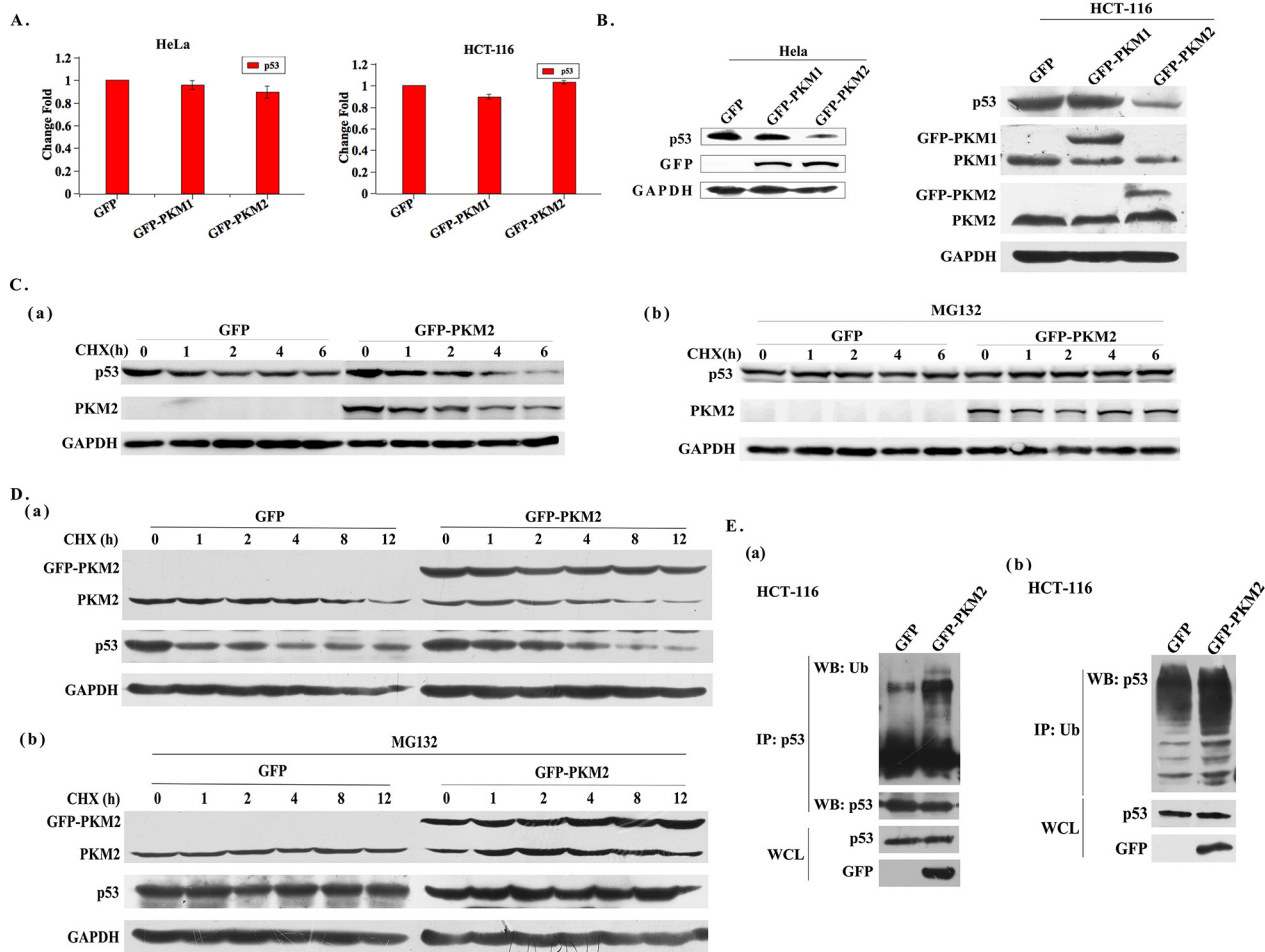 A.
HeLa
p53
Change Fold
1.2
1
0.8
0.6
0.4
0.2
0
GFP
GFP-PKM1
GFP-PKM2
HCT-116
p53
Change Fold
1.2
1
0.8
0.6
0.4
0.2
0
GFP
GFP-PKM1
GFP-PKM2
B.
Hela
GFP
GFP-PKM1
GFP-PKM2
p53
GFP
GAPDH
HCT-116
GFP
GFP-PKM1
GFP-PKM2
p53
GFP-PKM1
PKM1
GFP-PKM2
PKM2
GAPDH
C.
(a)
GFP GFP-PKM2
CHX(h) 0 1 2 4 6 0 1 2 4 6
p53
PKM2
GAPDH
(b)
MG132
GFP GFP-PKM2
CHX(h) 0 1 2 4 6 0 1 2 4 6
p53
PKM2
GAPDH
D.
(a)
GFP GFP-PKM2
CHX (h) 0 1 2 4 8 12 0 1 2 4 8 12
GFP-PKM2
PKM2
p53
GAPDH
(b)
MG132
GFP GFP-PKM2
CHX (h) 0 1 2 4 8 12 0 1 2 4 8 12
GFP-PKM2
PKM2
p53
GAPDH
E.
(a)
HCT-116
GFP
GFP-PKM2
WB: Ub
IP: p53
WB: p53
p53
WCL
GFP
(b)
HCT-116
GFP
GFP-PKM2
WB: p53
IP: Ub
p53
WCL
GFP